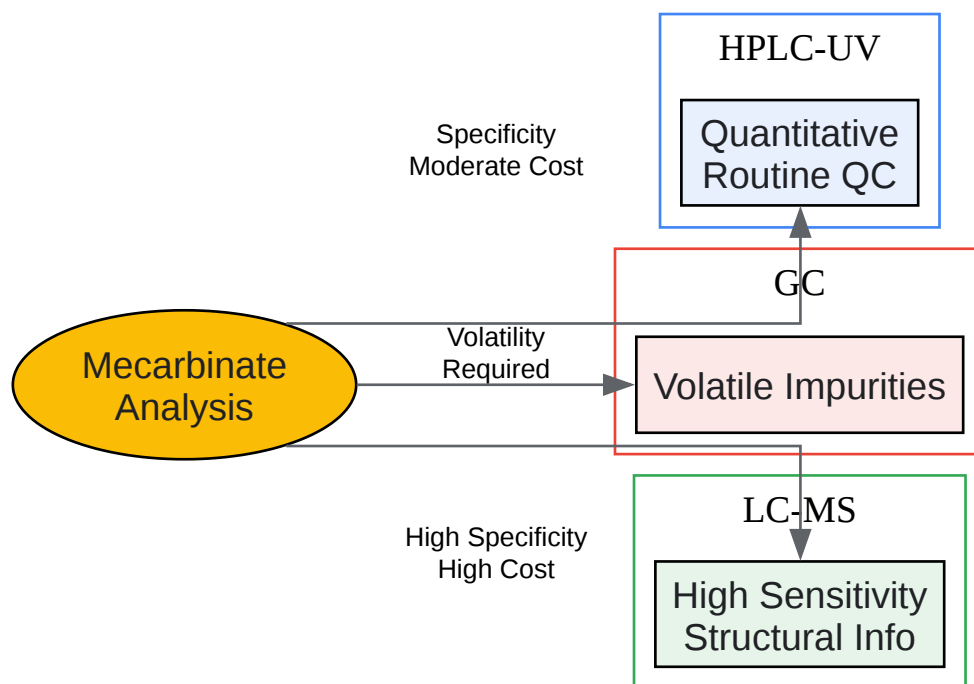 HPLC-UV
Quantitative
Routine QC
Specificity
Moderate Cost
GC
Volatility
Required
Mecarbinate
Analysis
Volatile Impurities
LC-MS
High Specificity
High Cost
High Sensitivity
Structural Info